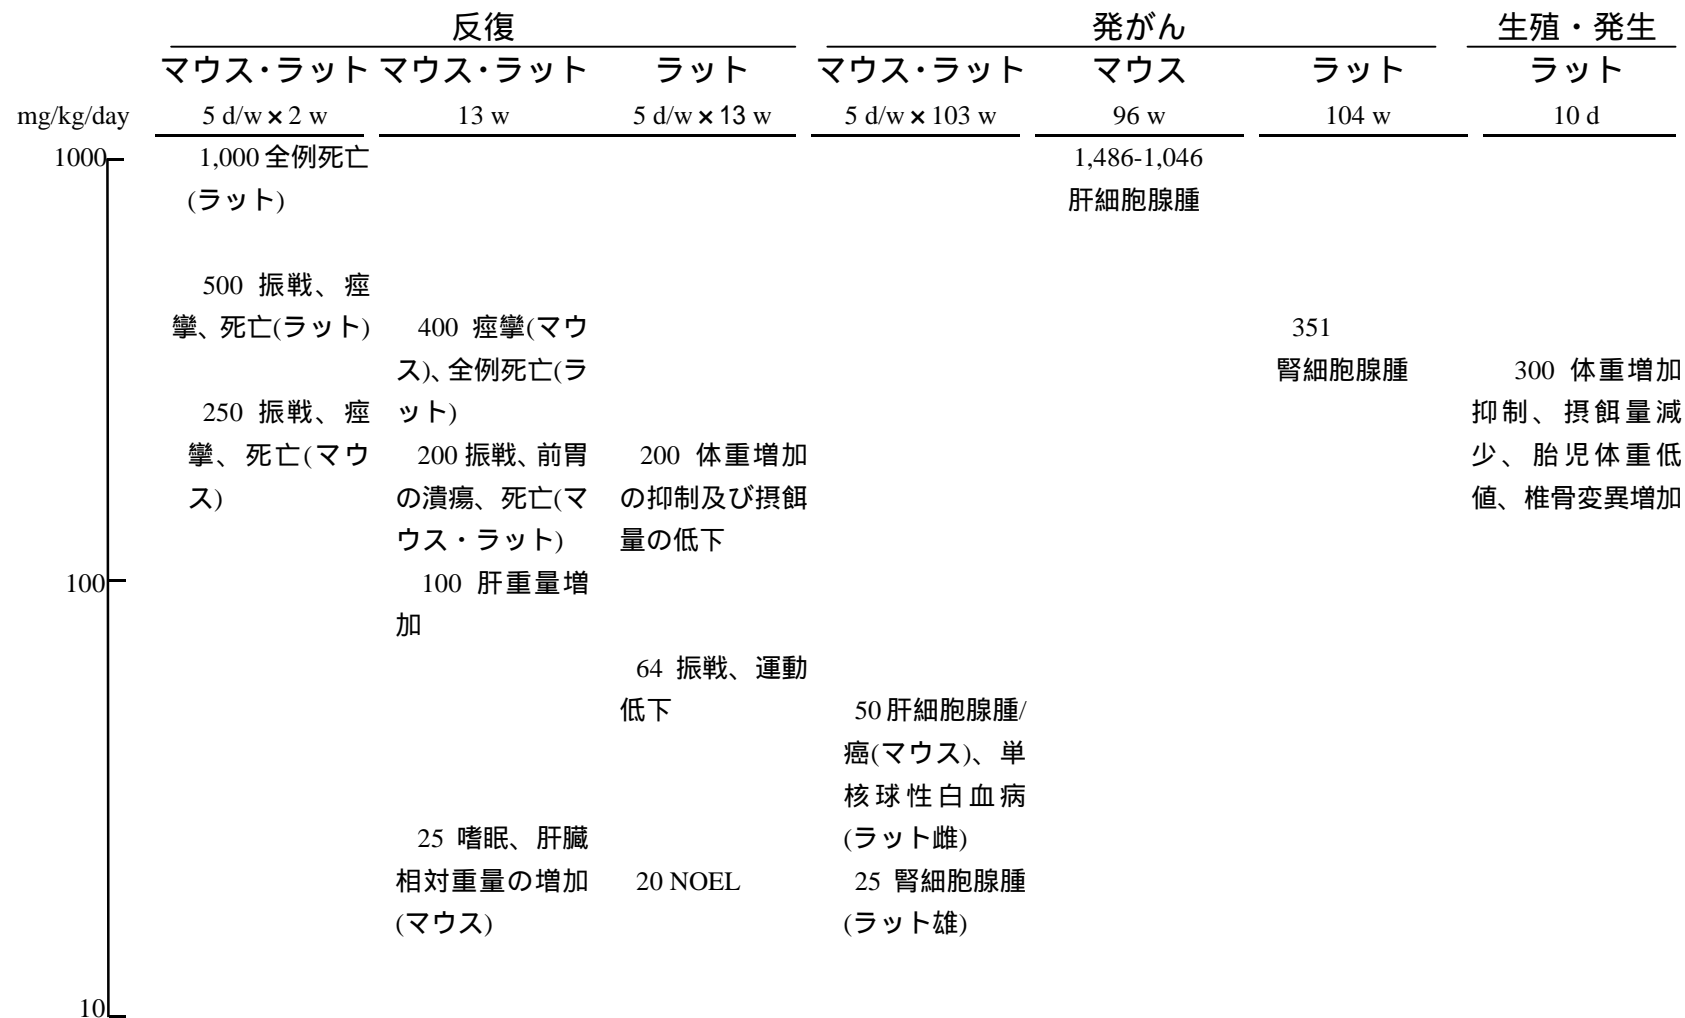 反復
発がん
生殖・発生
マウス・ラット
マウス・ラット
ラット
マウス・ラット
マウス
ラット
ラット
mg/kg/day
5 d/w × 2 w
13 w
5 d/w × 13 w
5 d/w × 103 w
96 w
104 w
10 d
1000
100
10
1,000 全例死亡
(ラット)
500 振戦、痙
攣、死亡(ラット)
250 振戦、痙
攣、死亡(マウ
ス)
400 痙攣(マウ
ス)、全例死亡(ラ
ット)
200 振戦、前胃
の潰瘍、死亡(マ
ウス・ラット)
100 肝重量増
加
25 嗜眠、肝臓
相対重量の増加
(マウス)
200 体重増加
の抑制及び摂餌
量の低下
64 振戦、運動
低下
20 NOEL
50 肝細胞腺腫/
癌(マウス)、単
核球性白血病
(ラット雌)
25 腎細胞腺腫
(ラット雄)
1,486-1,046
肝細胞腺腫
351
腎細胞腺腫
300 体重増加
抑制、摂餌量減
少、胎児体重低
値、椎骨変異増加